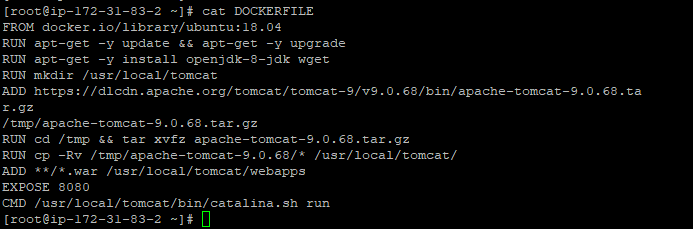 [root@ip-172-31-83-2 ~]# cat DOCKERFILE
FROM docker.io/library/ubuntu:18.04
RUN apt-get -y update && apt-get -y upgrade
RUN apt-get -y install openjdk-8-jdk wget
RUN mkdir /usr/local/tomcat
ADD https://dlcdn.apache.org/tomcat/tomcat-9/v9.0.68/bin/apache-tomcat-9.0.68.ta
r.gz
/tmp/apache-tomcat-9.0.68.tar.gz
RUN cd /tmp && tar xvfz apache-tomcat-9.0.68.tar.gz
RUN cp -Rv /tmp/apache-tomcat-9.0.68/* /usr/local/tomcat/
ADD **/*.war /usr/local/tomcat/webapps
EXPOSE 8080
CMD /usr/local/tomcat/bin/catalina.sh run
[root@ip-172-31-83-2 ~]#